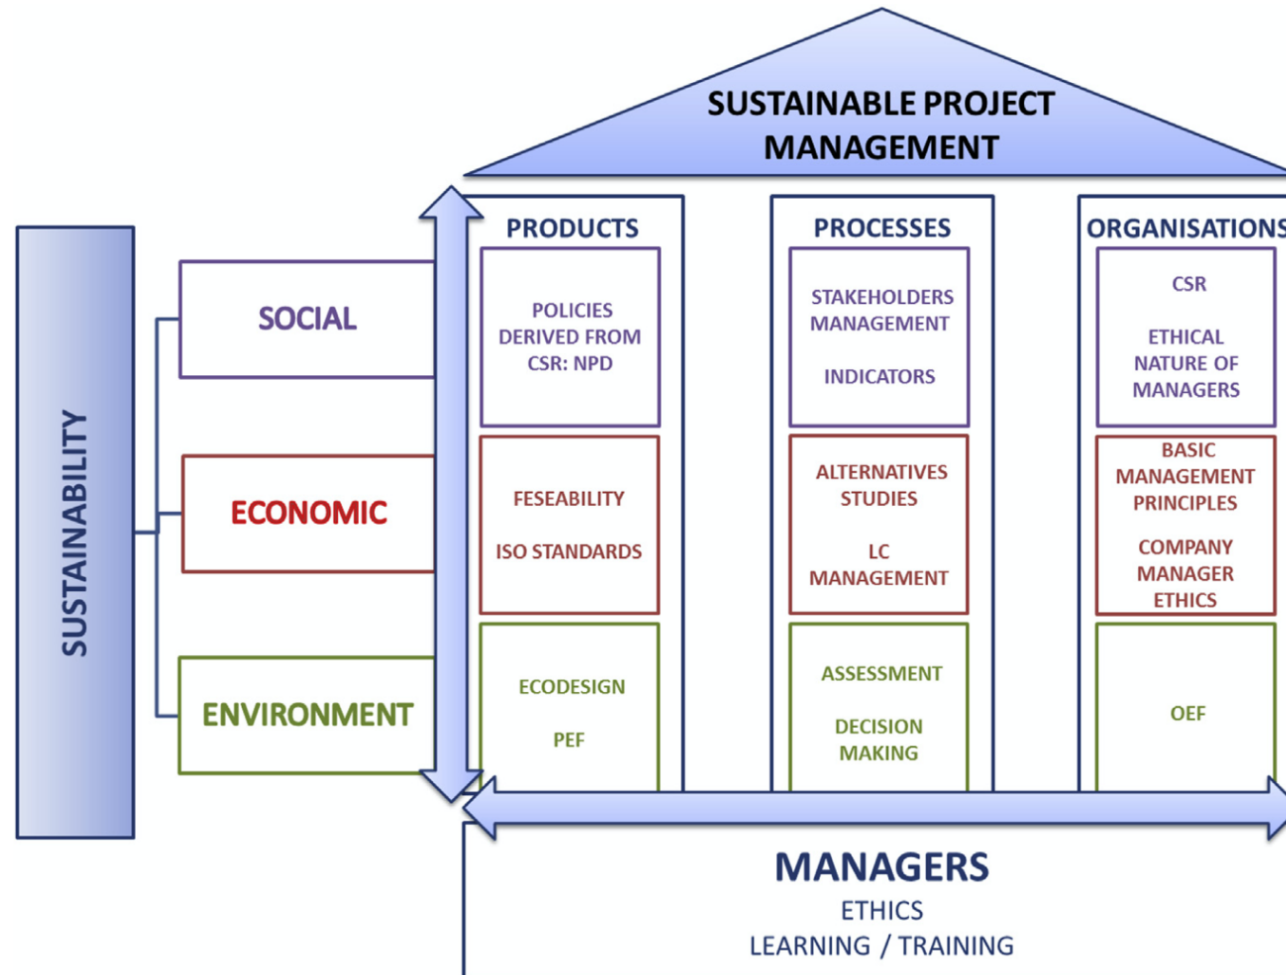 SUSTAINABLE PROJECT
MANAGEMENT
SUSTAINABILITY
SOCIAL
ECONOMIC
ENVIRONMENT
PRODUCTS
POLICIES
DERIVED FROM
CSR: NPD
FESEABILITY
ISO STANDARDS
ECODESIGN
PEF
PROCESSES
STAKEHOLDERS
MANAGEMENT
INDICATORS
ALTERNATIVES
STUDIES
LC
MANAGEMENT
ASSESSMENT
DECISION
MAKING
ORGANISATIONS
CSR
ETHICAL
NATURE OF
MANAGERS
BASIC
MANAGEMENT
PRINCIPLES
COMPANY
MANAGER
ETHICS
OEF
MANAGERS
ETHICS
LEARNING / TRAINING